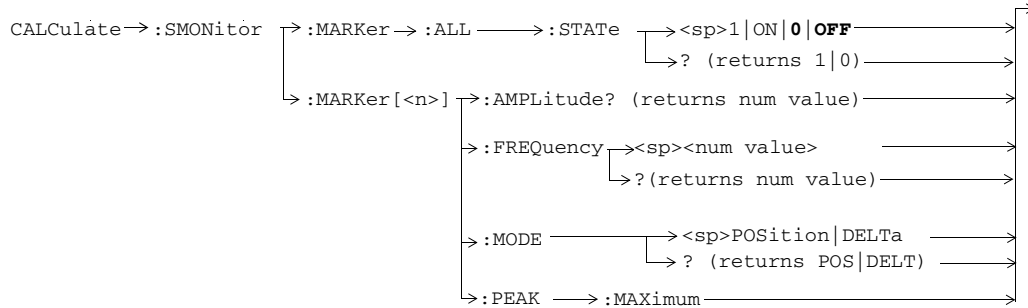 CALCulate :SMONitor :MARKer :ALL :STATe <sp>1|ON|0|OFF
? (returns 1|0)
:MARKer[<n>] :AMPLitude? (returns num value)
:FREQuency <sp><num value>
?(returns num value)
:MODE <sp>POSition|DELTa
? (returns POS|DELT)
:PEAK :MAXimum